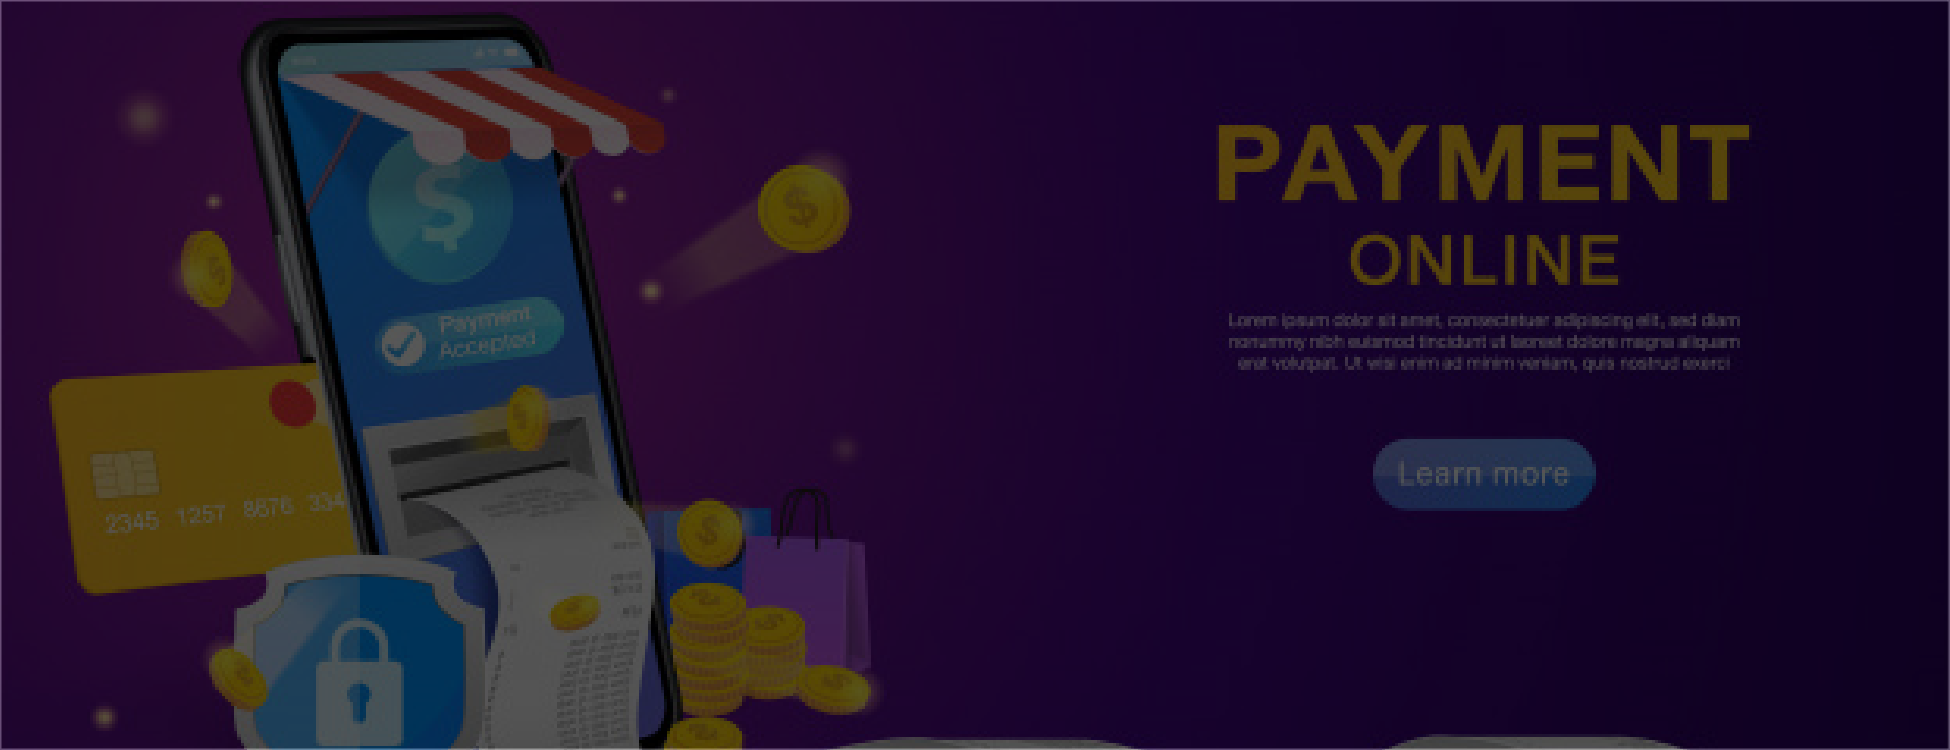 $
Payment
Accepted
2345 1257 8676 334
PAYMENT
ONLINE
Lorem ipsum dolor sit amet, consectetuer adipiscing elit, sed diam
nonummy nibh euismod tincidunt ut laoreet dolore magna aliquam
erat volutpat. Ut wisi enim ad minim veniam, quis nostrud exerci
Learn more